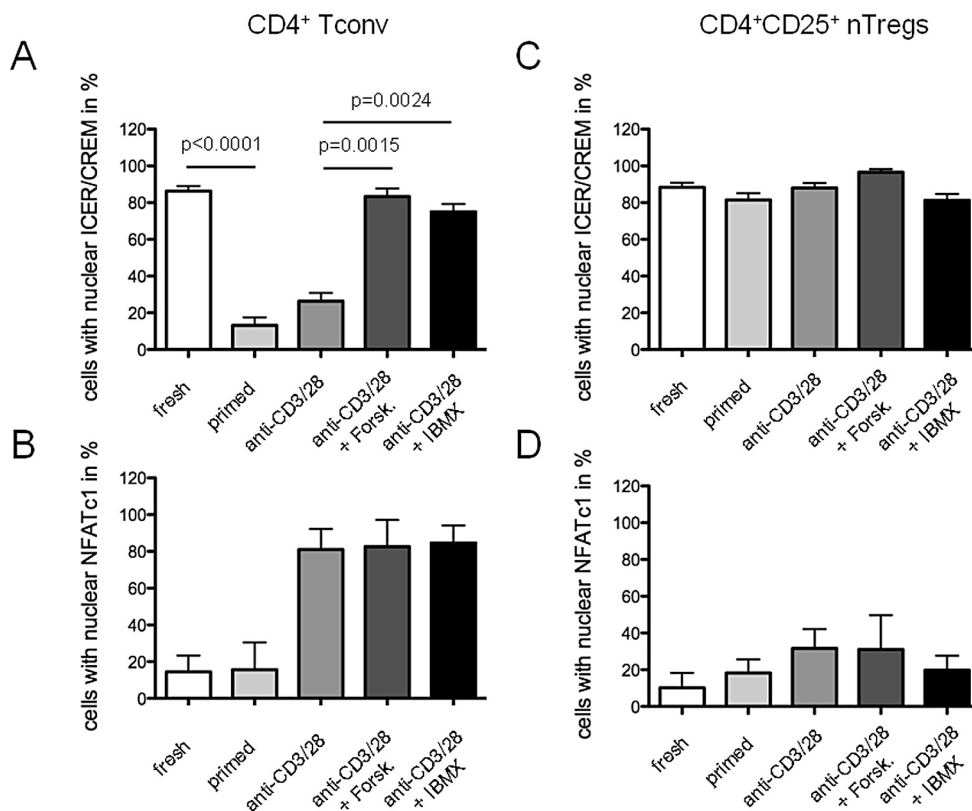 CD4⁺ Tconv
CD4⁺CD25⁺ nTregs
A
cells with nuclear ICER/CREM in %
120
100
80
60
40
20
0
p<0.0001
p=0.0024
p=0.0015
fresh
primed
anti-CD3/28
anti-CD3/28
+ Forsk.
anti-CD3/28
+ IBMX
C
cells with nuclear ICER/CREM in %
120
100
80
60
40
20
0
fresh
primed
anti-CD3/28
anti-CD3/28
+ Forsk.
anti-CD3/28
+ IBMX
B
cells with nuclear NFATc1 in %
120
100
80
60
40
20
0
fresh
primed
anti-CD3/28
anti-CD3/28
+ Forsk.
anti-CD3/28
+ IBMX
D
cells with nuclear NFATc1 in %
120
100
80
60
40
20
0
fresh
primed
anti-CD3/28
anti-CD3/28
+ Forsk.
anti-CD3/28
+ IBMX